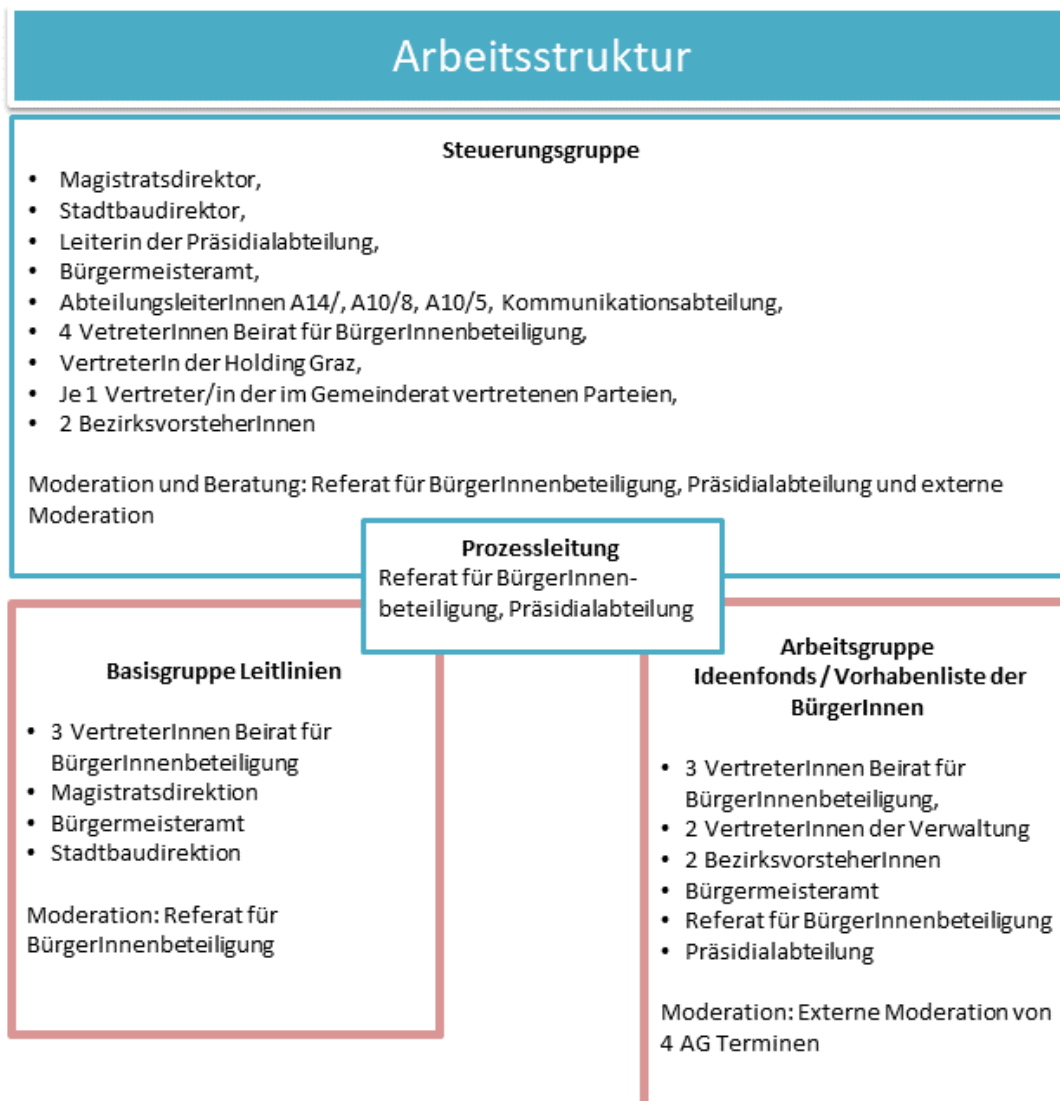 Arbeitsstruktur
Steuerungsgruppe
• Magistratsdirektor,
• Stadtbaudirektor,
• Leiterin der Präsidialabteilung,
• Bürgermeisteramt,
• AbteilungsleiterInnen A14/, A10/8, A10/5, Kommunikationsabteilung,
• 4 VetreterInnen Beirat für BürgerInnenbeteiligung,
• VertreterIn der Holding Graz,
• Je 1 Vertreter/in der im Gemeinderat vertretenen Parteien,
• 2 BezirksvorsteherInnen
Moderation und Beratung: Referat für BürgerInnenbeteiligung, Präsidialabteilung und externe
Moderation
Prozessleitung
Referat für BürgerInnen-
beteiligung, Präsidialabteilung
Basisgruppe Leitlinien
• 3 VertreterInnen Beirat für
BürgerInnenbeteiligung
• Magistratsdirektion
• Bürgermeisteramt
• Stadtbaudirektion
Moderation: Referat für
BürgerInnenbeteiligung
Arbeitsgruppe
Ideenfonds / Vorhabenliste der
BürgerInnen
• 3 VertreterInnen Beirat für
BürgerInnenbeteiligung,
• 2 VertreterInnen der Verwaltung
• 2 BezirksvorsteherInnen
• Bürgermeisteramt
• Referat für BürgerInnenbeteiligung
• Präsidialabteilung
Moderation: Externe Moderation von
4 AG Terminen